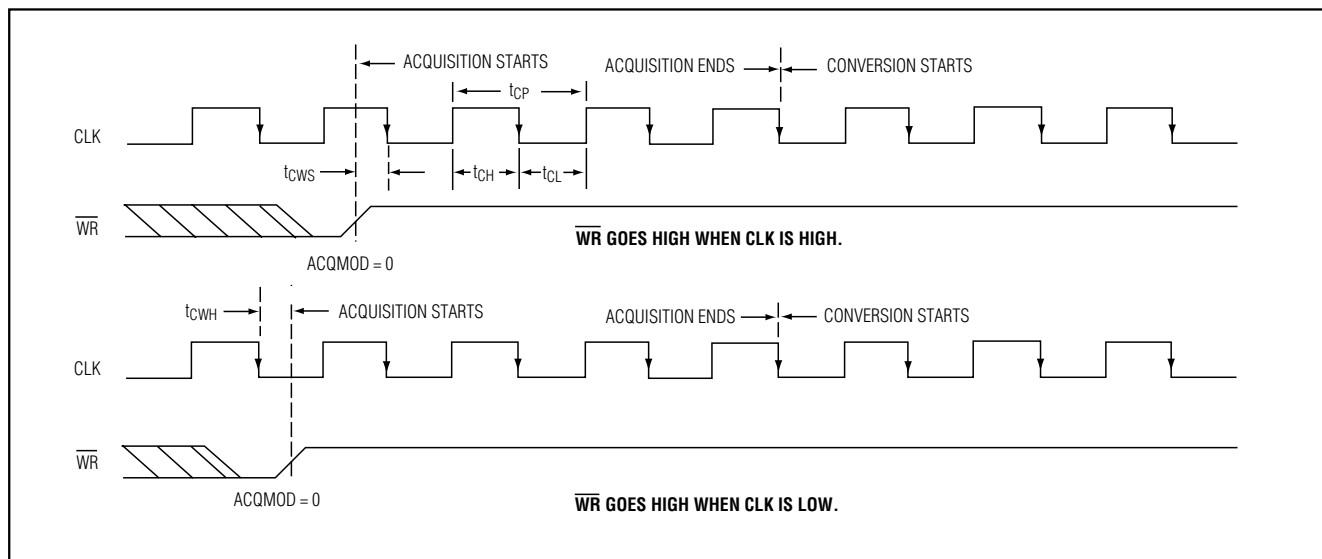 ACQUISITION STARTS
ACQUISITION ENDS
CONVERSION STARTS
tCP
CLK
tCWS
tCH
tCL
WR
WR GOES HIGH WHEN CLK IS HIGH.
ACQMOD = 0
tCWH
ACQUISITION STARTS
ACQUISITION ENDS
CONVERSION STARTS
CLK
WR
ACQMOD = 0
WR GOES HIGH WHEN CLK IS LOW.